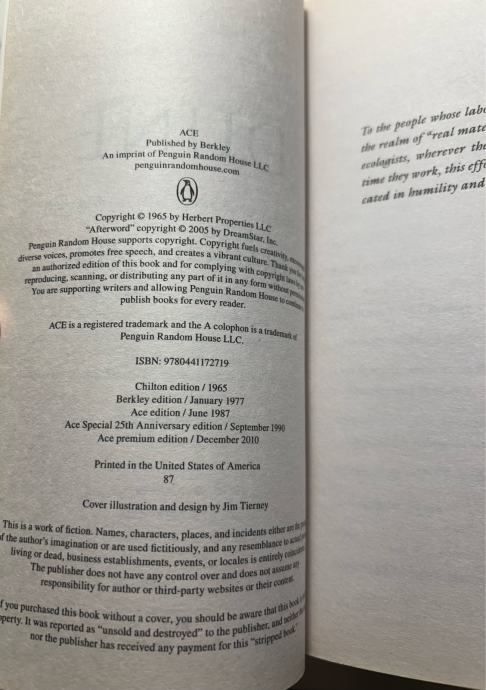 ACE
Published by Berkley
An imprint of Penguin Random House LLC
penguinrandomhouse.com
Copyright © 1965 by Herbert Properties LLC
"Afterword" copyright © 2005 by DreamStar, Inc.
Penguin Random House supports copyright. Copyright fuels creativity,
diverse voices, promotes free speech, and creates a vibrant culture. Thank you for
an authorized edition of this book and for complying with copyright laws by
reproducing, scanning, or distributing any part of it in any form without
You are supporting writers and allowing Penguin Random House to
publish books for every reader.
ACE is a registered trademark and the A colophon is a trademark of
Penguin Random House LLC.
ISBN: 9780441172719
Chilton edition / 1965
Berkley edition / January 1977
Ace edition / June 1987
Ace Special 25th Anniversary edition / September 1990
Ace premium edition / December 2010
Printed in the United States of America
87
Cover illustration and design by Jim Tierney
This is a work of fiction. Names, characters, places, and incidents either are the
of the author's imagination or are used fictitiously, and any resemblance to actual
living or dead, business establishments, events, or locales is entirely
The publisher does not have any control over and does not assume any
responsibility for author or third-party websites or their content.
If you purchased this book without a cover, you should be aware that this book is
It was reported as "unsold and destroyed" to the publisher, and neither the
nor the publisher has received any payment for this "stripped book."
To the people whose
the realm of "real
ecologists, wherever
time they work, this
cated in humility and